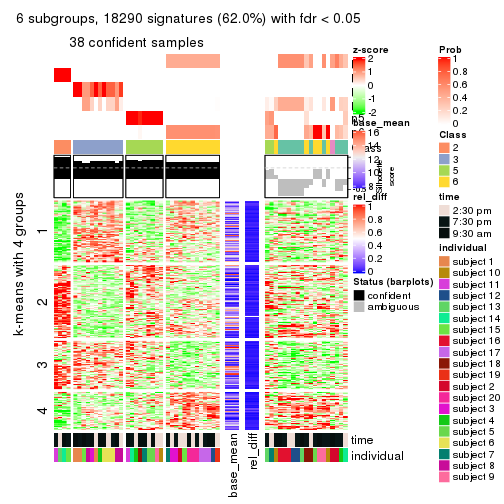 6 subgroups, 18290 signatures (62.0%) with fdr < 0.05
38 confident samples
k-means with 4 groups
1
2
3
4
time
individual
base_mean
rel_diff
z-score
2
1
0
-1
-2
base_mean
16
14
12
10
8
Silhouette
score
rel_diff
1
0.8
0.6
0.4
0.2
0
Status (barplots)
confident
ambiguous
Prob
1
0.8
0.6
0.4
0.2
0
Class
2
3
5
6
time
2:30 pm
7:30 pm
9:30 am
individual
subject 1
subject 10
subject 11
subject 12
subject 13
subject 14
subject 15
subject 16
subject 17
subject 18
subject 19
subject 2
subject 20
subject 3
subject 4
subject 5
subject 6
subject 7
subject 8
subject 9